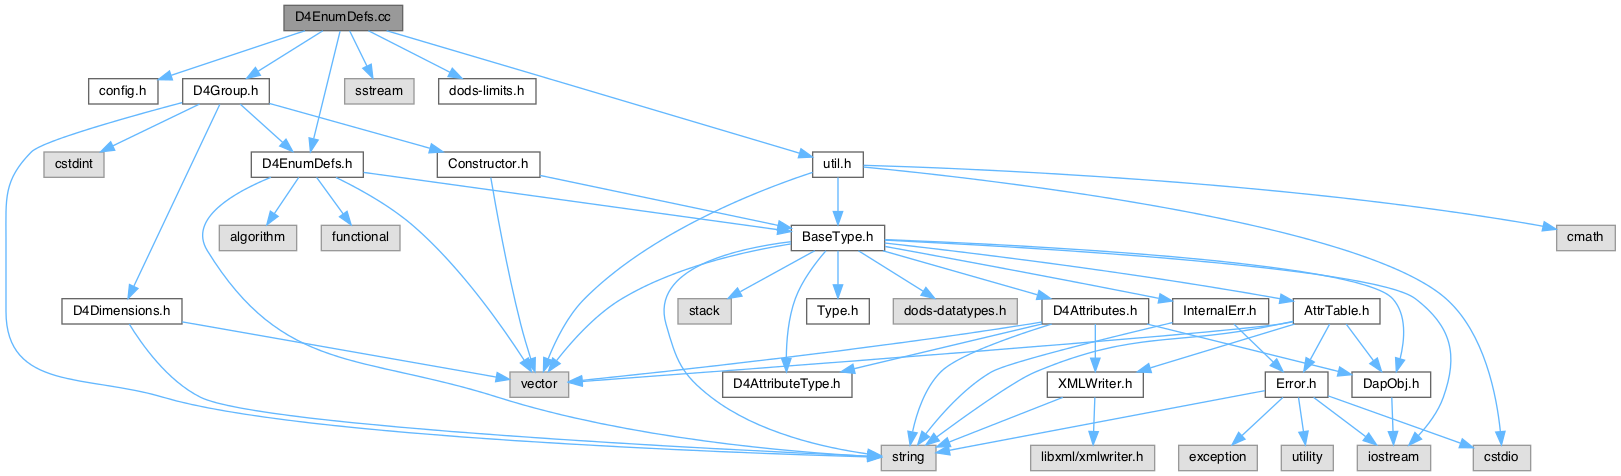 D4EnumDefs.cc
config.h
D4Group.h
sstream
dods-limits.h
cstdint
D4EnumDefs.h
Constructor.h
util.h
algorithm
functional
BaseType.h
cmath
D4Dimensions.h
stack
Type.h
dods-datatypes.h
D4Attributes.h
InternalErr.h
AttrTable.h
vector
D4AttributeType.h
XMLWriter.h
Error.h
DapObj.h
string
libxml/xmlwriter.h
exception
utility
iostream
cstdio